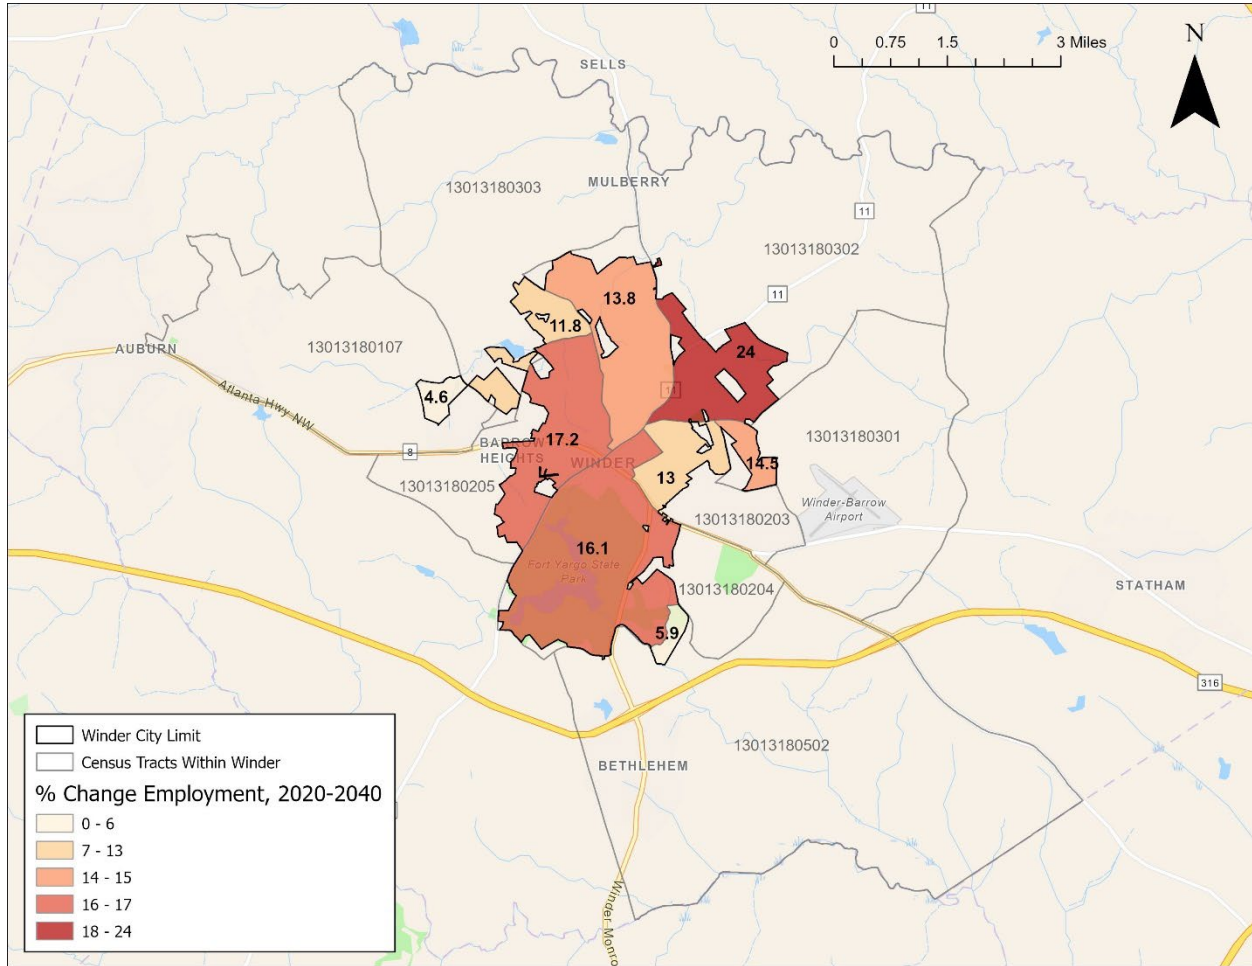 11
0 0.75 1.5 3 Miles
N
SELLS
13013180303
MULBERRY
11
13013180302
11
13.8
11.8
AUBURN
13013180107
24
11
4.6
Atlanta Hwy NW
8
BARROW
HEIGHTS
17.2
WINDER
13013180301
14.5
13
13013180205
Winder-Barrow
Airport
13013180203
16.1
Fort Yargo State
Park
13013180204
STATHAM
5.9
316
13013180502
BETHLEHEM
Winder-Monro
Winder City Limit
Census Tracts Within Winder
% Change Employment, 2020-2040
0 - 6
7 - 13
14 - 15
16 - 17
18 - 24